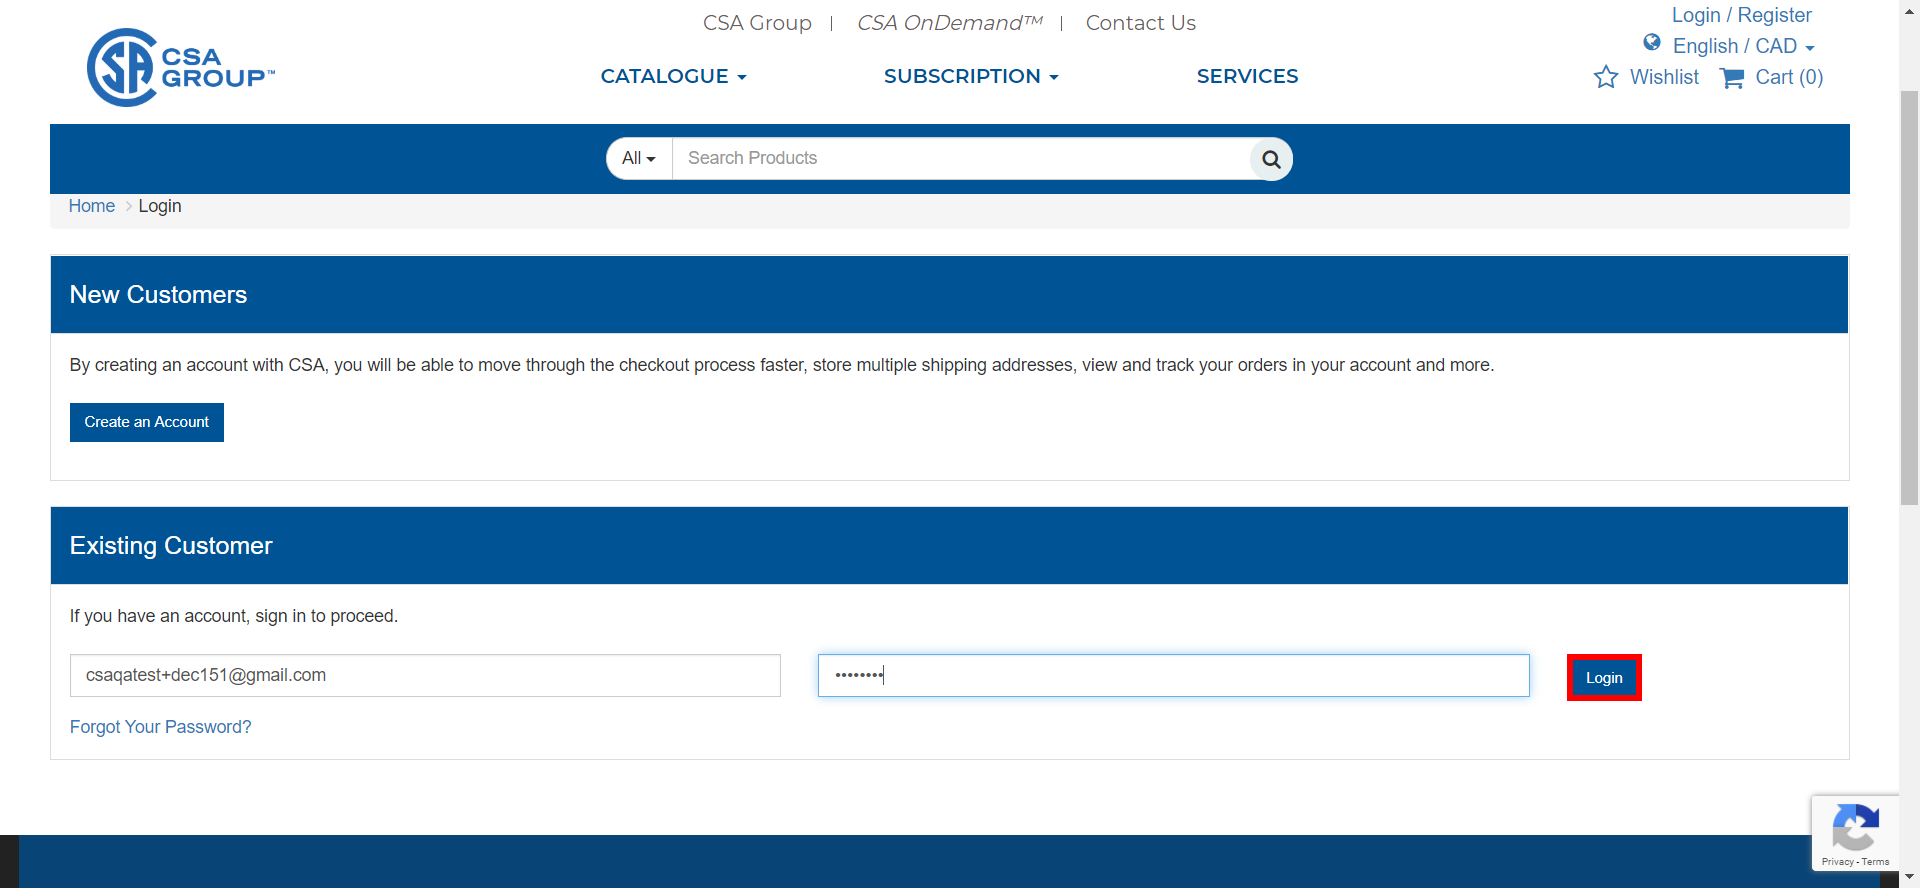 CSA Group | CSA OnDemand™ | Contact Us
Login / Register
English / CAD
CSA
GROUP™
CATALOGUE
SUBSCRIPTION
SERVICES
Wishlist
Cart (0)
All
Search Products
Home > Login
New Customers
By creating an account with CSA, you will be able to move through the checkout process faster, store multiple shipping addresses, view and track your orders in your account and more.
Create an Account
Existing Customer
If you have an account, sign in to proceed.
csaqatest+dec151@gmail.com
••••••••
Login
Forgot Your Password?
Privacy - Terms